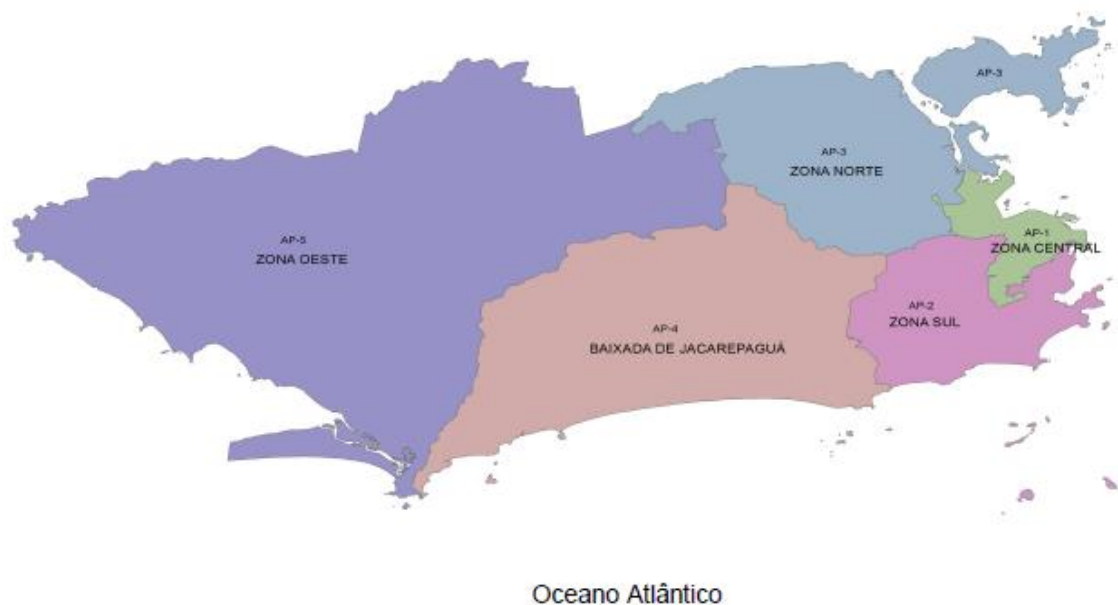 AP-3
AP-3
ZONA NORTE
AP-1
ZONA CENTRAL
AP-5
ZONA OESTE
AP-2
ZONA SUL
AP-4
BAIXADA DE JACAREPAGUÁ
Oceano Atlântico